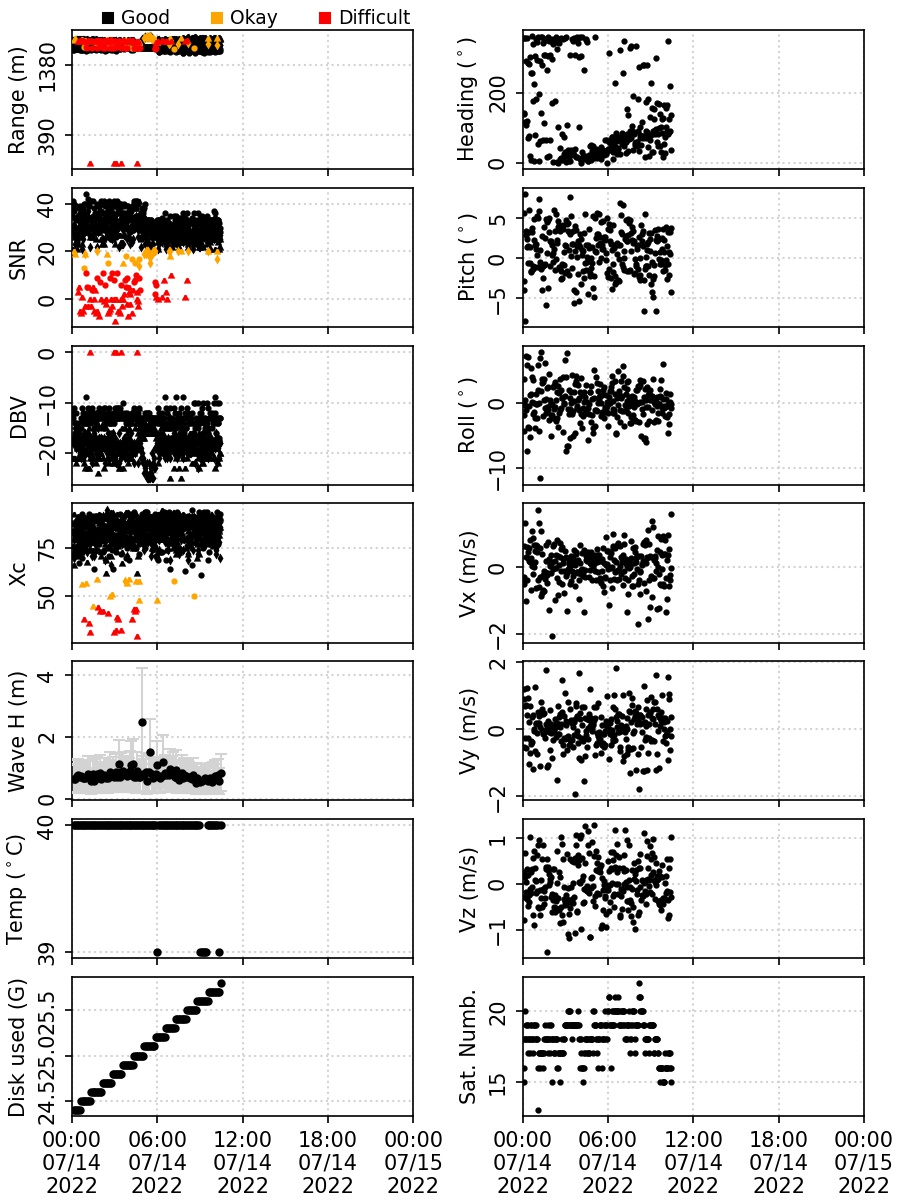 Good Okay Difficult
Range (m)
1380
390
Heading (°)
200
0
SNR
40
20
0
Pitch (°)
5
0
−5
DBV
0
−10
−20
Roll (°)
0
−10
Xc
75
50
Vx (m/s)
0
−2
Wave H (m)
4
2
0
Vy (m/s)
2
0
−2
Temp (°C)
40
39
Vz (m/s)
1
0
−1
Disk used (G)
25.5
25.0
24.5
Sat. Numb.
20
15
00:00 06:00 12:00 18:00 00:00
07/14 07/14 07/14 07/14 07/15
2022 2022 2022 2022 2022
00:00 06:00 12:00 18:00 00:00
07/14 07/14 07/14 07/14 07/15
2022 2022 2022 2022 2022